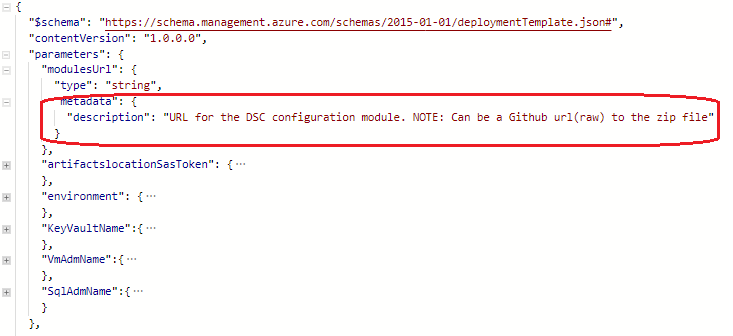 {
"$schema": "https://schema.management.azure.com/schemas/2015-01-01/deploymentTemplate.json#",
"contentVersion": "1.0.0.0",
"parameters": {
"modulesUrl": {
"type": "string",
"metadata": {
"description": "URL for the DSC configuration module. NOTE: Can be a Github url(raw) to the zip file"
}
},
"artifactslocationSasToken": {...
},
"environment": {...
},
"KeyVaultName":{...
},
"VmAdmName":{...
},
"SqlAdmName":{...
}
},